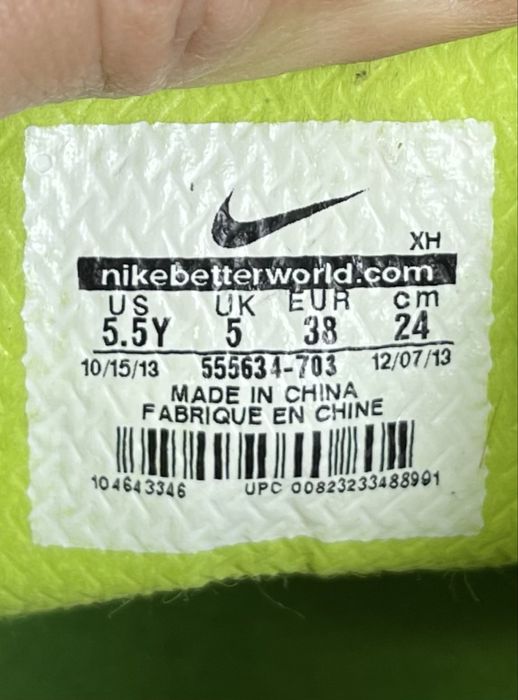 XH
nikebetterworld.com
US UK EUR cm
5.5Y 5 38 24
10/15/13 555634-703 12/07/13
MADE IN CHINA
FABRIQUE EN CHINE
104643346 UPC 00823233488991